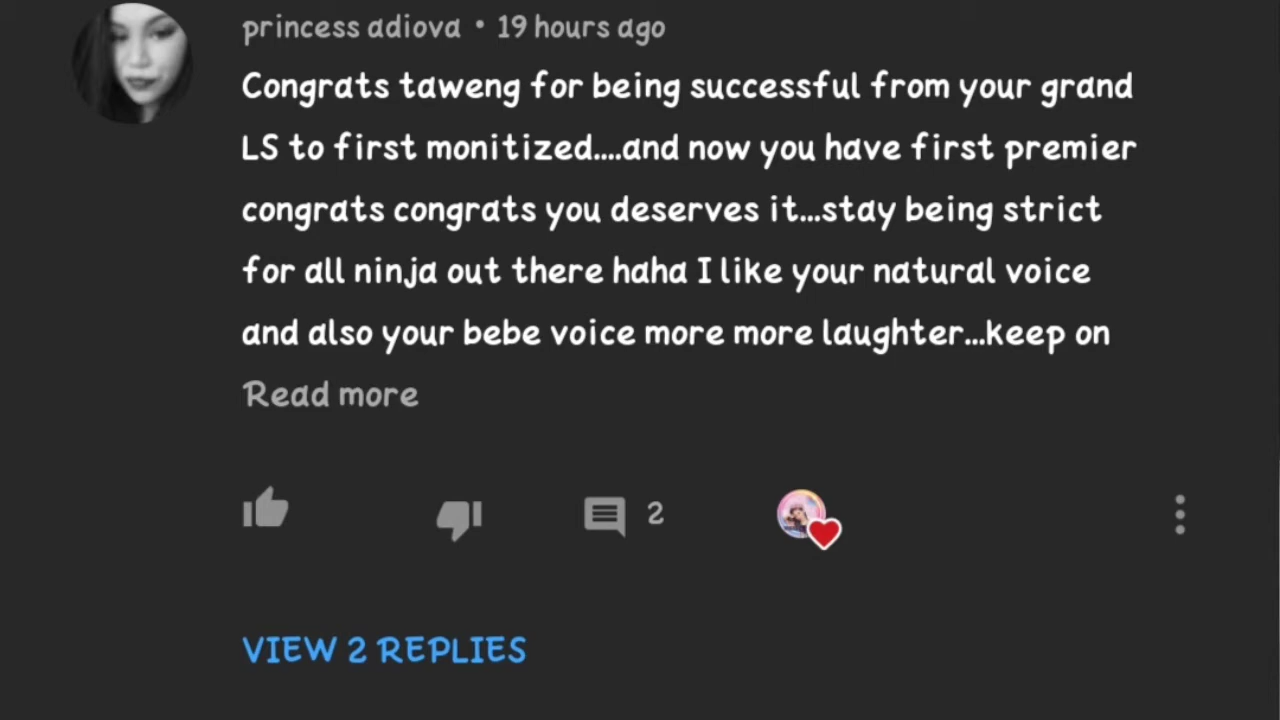 princess adiova • 19 hours ago
Congrats taweng for being successful from your grand
LS to first monitized....and now you have first premier
congrats congrats you deserves it...stay being strict
for all ninja out there haha I like your natural voice
and also your bebe voice more more laughter...keep on
Read more
2
VIEW 2 REPLIES